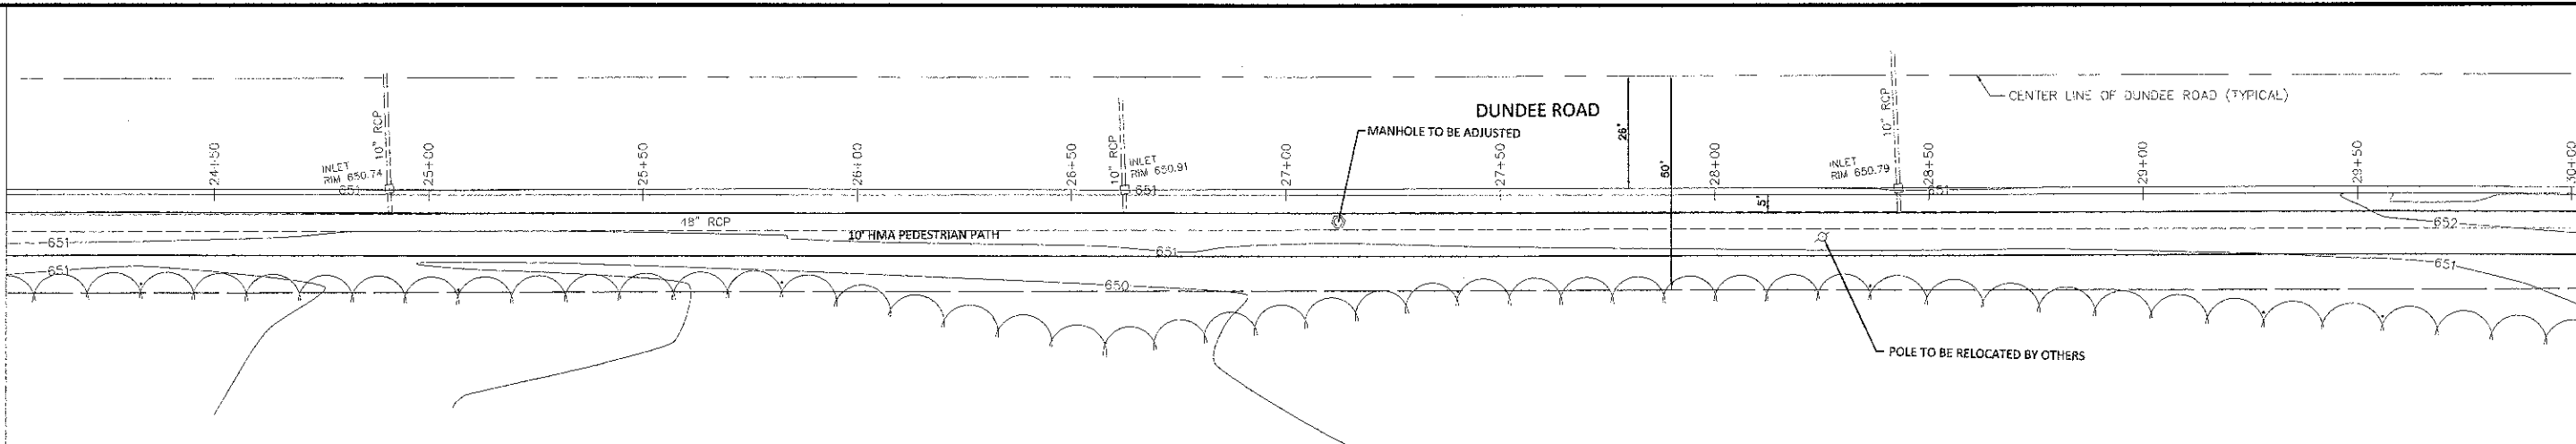 CENTER LINE OF DUNDEE ROAD (TYPICAL)
DUNDEE ROAD
MANHOLE TO BE ADJUSTED
26'
60'
5'
10" RCP
INLET
RIM 650.74
651
10" RCP
INLET
RIM 650.91
651
10" RCP
INLET
RIM 650.79
651
24+50
25+00
25+50
26+00
26+50
27+00
27+50
28+00
28+50
29+00
29+50
30+00
48" RCP
10' HMA PEDESTRIAN PATH
651
651
651
652
651
650
POLE TO BE RELOCATED BY OTHERS